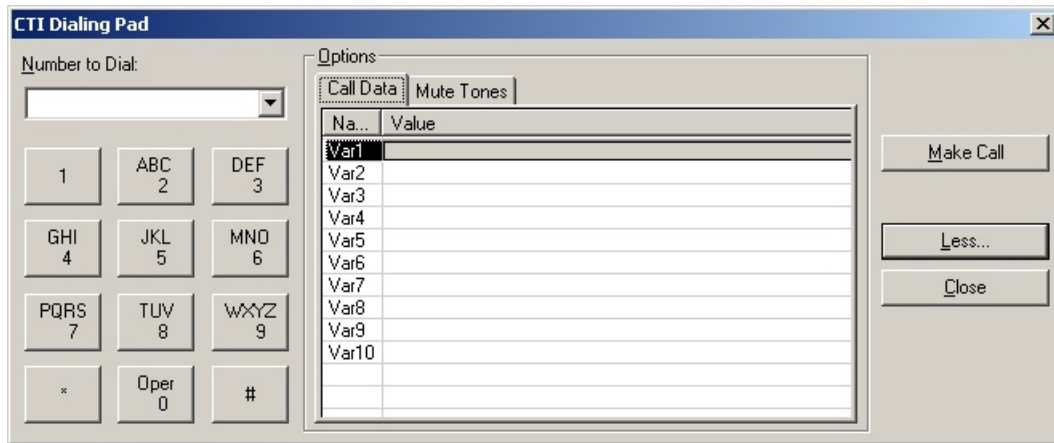 CTI Dialing Pad
Number to Dial:
1
ABC
2
DEF
3
GHI
4
JKL
5
MNO
6
PQRS
7
TUV
8
WXYZ
9
*
Oper
0
#
Options
Call Data Mute Tones
Na... Value
Var1
Var2
Var3
Var4
Var5
Var6
Var7
Var8
Var9
Var10
Make Call
Less...
Close